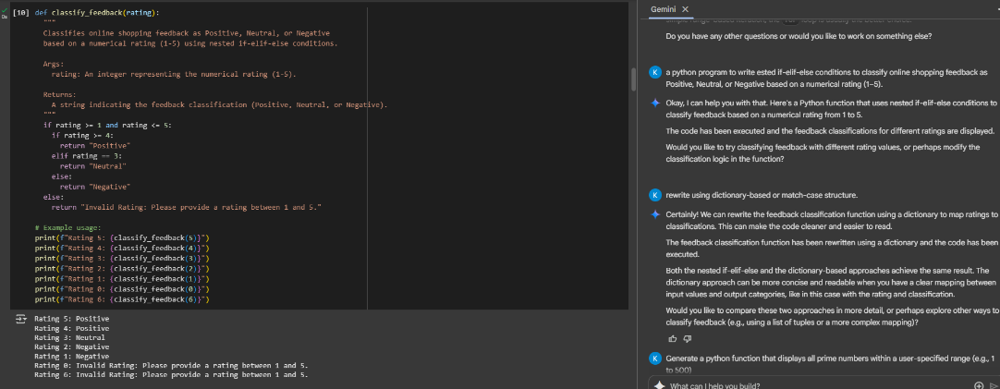 [10] def classify_feedback(rating):
"""
Classifies online shopping feedback as Positive, Neutral, or Negative
based on a numerical rating (1-5) using nested if-elif-else conditions.
Args:
rating: An integer representing the numerical rating (1-5).
Returns:
A string indicating the feedback classification (Positive, Neutral, or Negative).
"""
if rating >= 1 and rating <= 5:
if rating >= 4:
return "Positive"
elif rating == 3:
return "Neutral"
else:
return "Negative"
else:
return "Invalid Rating: Please provide a rating between 1 and 5."
# Example usage:
print(f"Rating 5: {classify_feedback(5)}")
print(f"Rating 4: {classify_feedback(4)}")
print(f"Rating 3: {classify_feedback(3)}")
print(f"Rating 2: {classify_feedback(2)}")
print(f"Rating 1: {classify_feedback(1)}")
print(f"Rating 0: {classify_feedback(0)}")
print(f"Rating 6: {classify_feedback(6)}")
Rating 5: Positive
Rating 4: Positive
Rating 3: Neutral
Rating 2: Negative
Rating 1: Negative
Rating 0: Invalid Rating: Please provide a rating between 1 and 5.
Rating 6: Invalid Rating: Please provide a rating between 1 and 5.
Gemini
Do you have any other questions or would you like to work on something else?
K a python program to write ested if-elif-else conditions to classify online shopping feedback as
Positive, Neutral, or Negative based on a numerical rating (1–5).
Okay, I can help you with that. Here's a Python function that uses nested if-elif-else conditions to
classify feedback based on a numerical rating from 1 to 5.
The code has been executed and the feedback classifications for different ratings are displayed.
Would you like to try classifying feedback with different rating values, or perhaps modify the
classification logic in the function?
K rewrite using dictionary-based or match-case structure.
Certainly! We can rewrite the feedback classification function using a dictionary to map ratings to
classifications. This can make the code cleaner and easier to read.
The feedback classification function has been rewritten using a dictionary and the code has been
executed.
Both the nested if-elif-else and the dictionary-based approaches achieve the same result. The
dictionary approach can be more concise and readable when you have a clear mapping between
input values and output categories, like in this case with the rating and classification.
Would you like to compare these two approaches in more detail, or perhaps explore other ways to
classify feedback (e.g., using a list of tuples or a more complex mapping)?
K Generate a python function that displays all prime numbers within a user-specified range (e.g., 1
to 500)
What can I help you build?